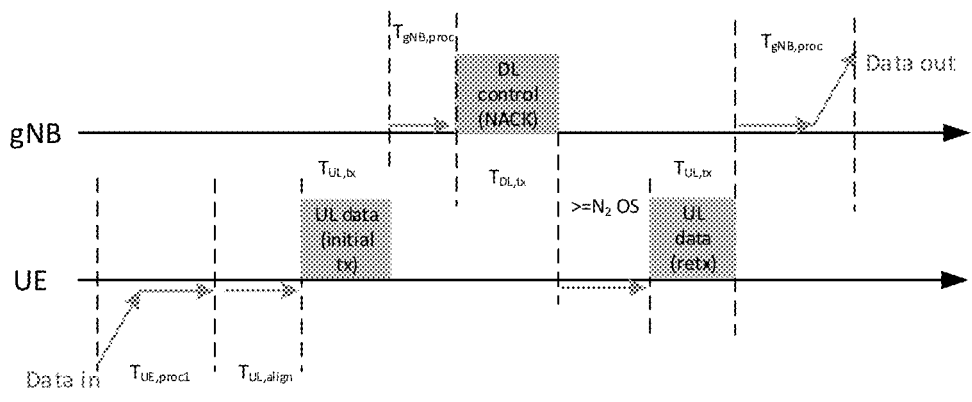 T_gNB,proc
T_gNB,proc
DL
control
(NACK)
Data out
gNB
T_UL,tx
T_DL,tx
T_UL,tx
>=N_2 OS
UL data
(initial
tx)
UL
data
(retx)
UE
Data in
T_UE,proc1
T_UL,align